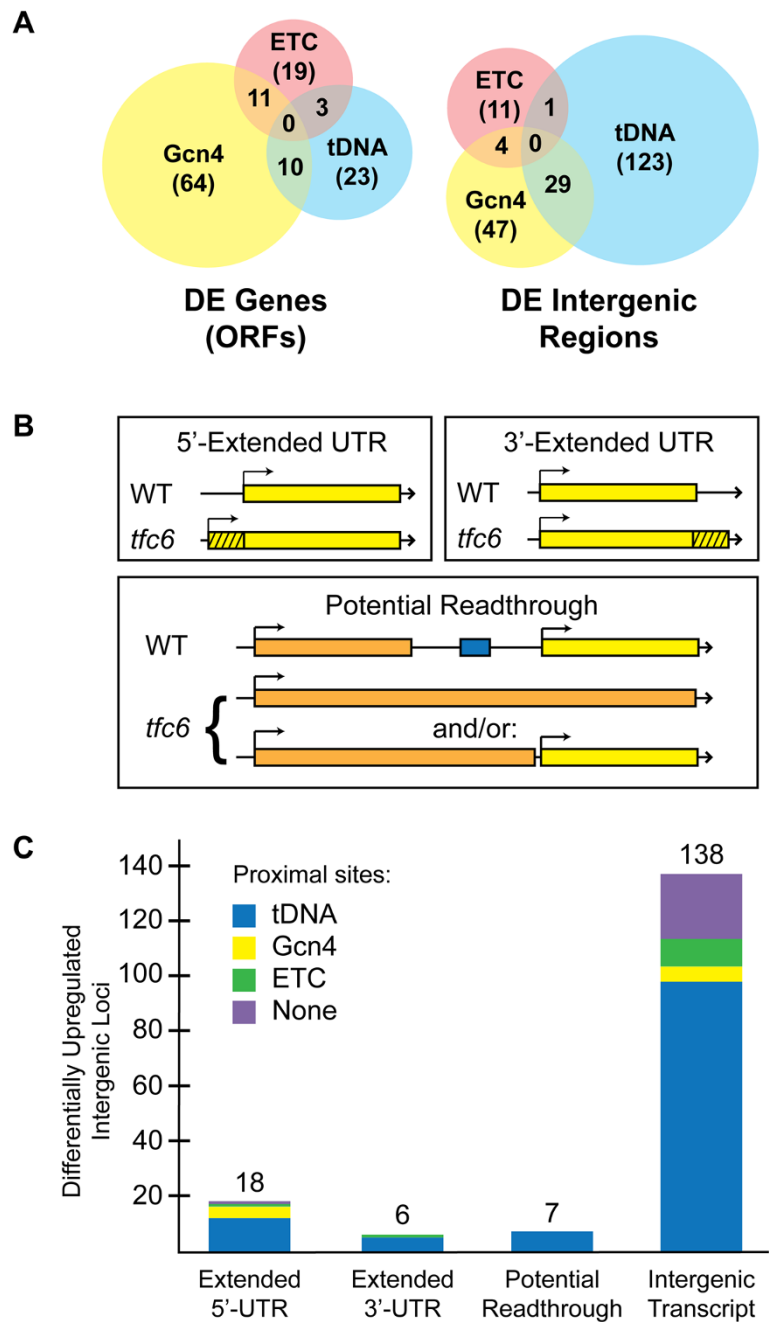 A
ETC
(19)
11
3
0
Gcn4
(64)
10
tDNA
(23)
DE Genes
(ORFs)
ETC
(11)
1
4
0
tDNA
(123)
29
Gcn4
(47)
DE Intergenic
Regions
B
5’-Extended UTR
WT
tfc6
3’-Extended UTR
WT
tfc6
Potential Readthrough
WT
tfc6
{
and/or:
C
Differentially Upregulated
Intergenic Loci
140
120
100
80
60
40
20
Proximal sites:
tDNA
Gcn4
ETC
None
18
6
7
138
Extended
5’-UTR
Extended
3’-UTR
Potential
Readthrough
Intergenic
Transcript